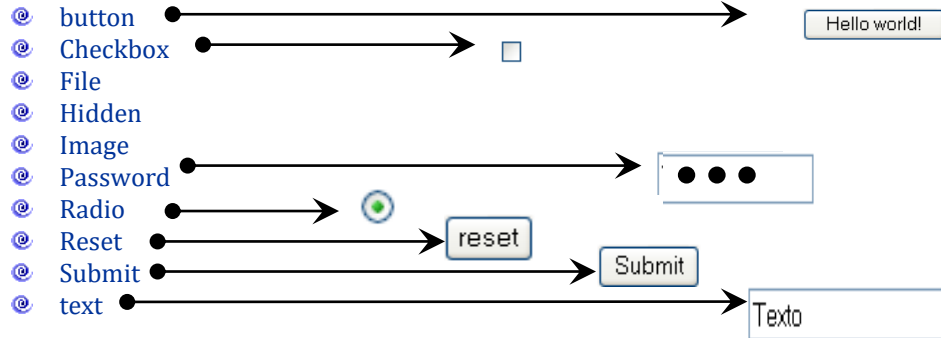 button Hello world!
Checkbox
File
Hidden
Image
Password
Radio
Reset reset
Submit Submit
text Texto